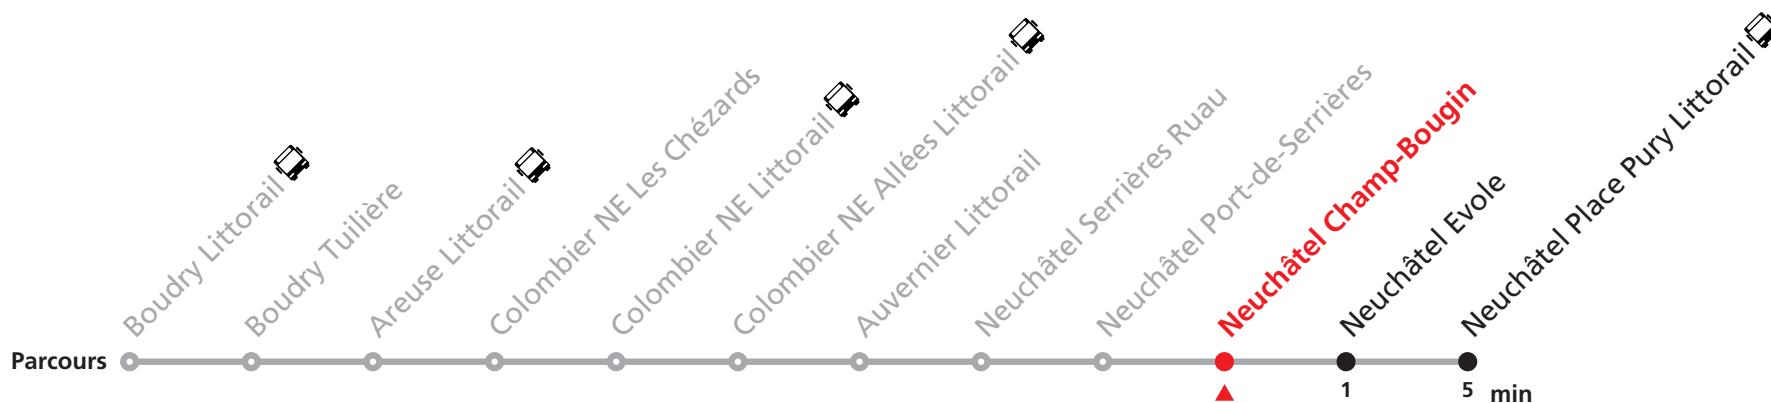 Boudry Littorail
Boudry Tuilière
Areuse Littorail
Colombier NE Les Chézards
Colombier NE Littorail
Colombier NE Allées Littorail
Auvernier Littorail
Neuchâtel Serrières Ruau
Neuchâtel Port-de-Serrières
Neuchâtel Champ-Bougin
Neuchâtel Evole
Neuchâtel Place Pury Littorail
Parcours
1
5
min